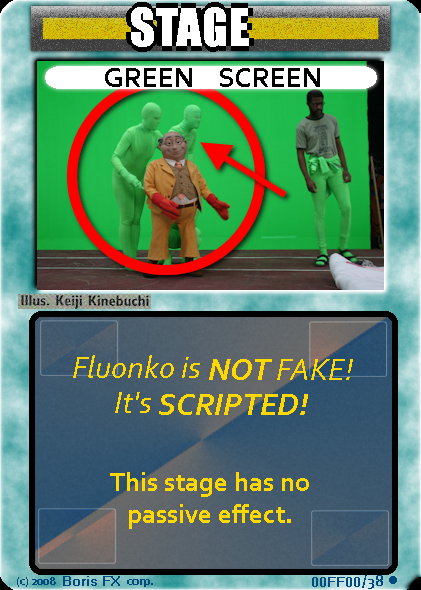 STAGE
GREEN SCREEN
Illus. Keiji Kinebuchi
Fluonko is NOT FAKE!
It's SCRIPTED!
This stage has no
passive effect.
(c) 2008 Boris FX corp.
00FF00/38 ●